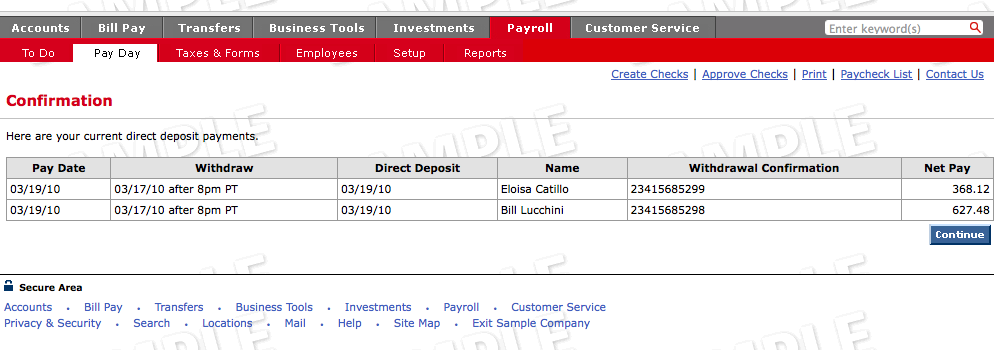 Accounts Bill Pay Transfers Business Tools Investments Payroll Customer Service Enter keyword(s)
To Do Pay Day Taxes & Forms Employees Setup Reports
Create Checks | Approve Checks | Print | Paycheck List | Contact Us
Confirmation
Here are your current direct deposit payments.
Pay Date Withdraw Direct Deposit Name Withdrawal Confirmation Net Pay
03/19/10 03/17/10 after 8pm PT 03/19/10 Eloisa Catillo 23415685299 368.12
03/19/10 03/17/10 after 8pm PT 03/19/10 Bill Lucchini 23415685298 627.48
Continue
Secure Area
Accounts • Bill Pay • Transfers • Business Tools • Investments • Payroll • Customer Service
Privacy & Security • Search • Locations • Mail • Help • Site Map • Exit Sample Company